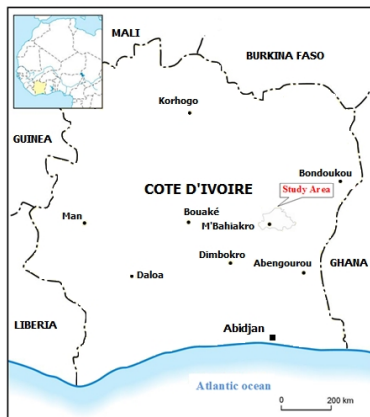 MALI
BURKINA FASO
Korhogo
GUINEA
Bondoukou
COTE D'IVOIRE
Study Area
Man
Bouaké
M'Bahiakro
Dimbokro
Abengourou
GHANA
Daloa
LIBERIA
Abidjan
Atlantic ocean
0
200 km